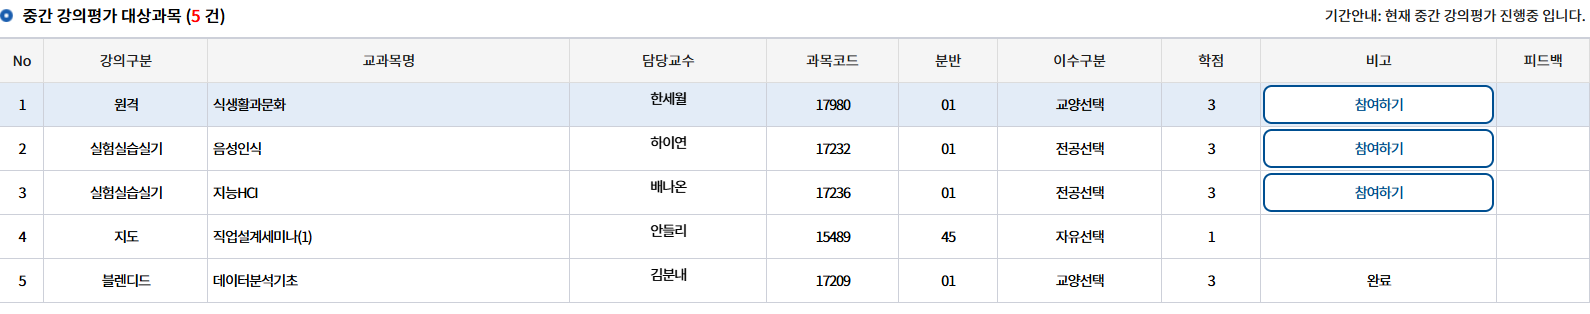 중간 강의평가 대상과목 (5 건)
기간안내: 현재 중간 강의평가 진행중 입니다.
No 강의구분 교과목명 담당교수 과목코드 분반 이수구분 학점 비고 피드백
1 원격 식생활과문화 한세월 17980 01 교양선택 3 참여하기
2 실험실습실기 음성인식 하이연 17232 01 전공선택 3 참여하기
3 실험실습실기 지능HCI 배나온 17236 01 전공선택 3 참여하기
4 지도 직업설계세미나(1) 안들리 15489 45 자유선택 1
5 블렌디드 데이터분석기초 김분내 17209 01 교양선택 3 완료